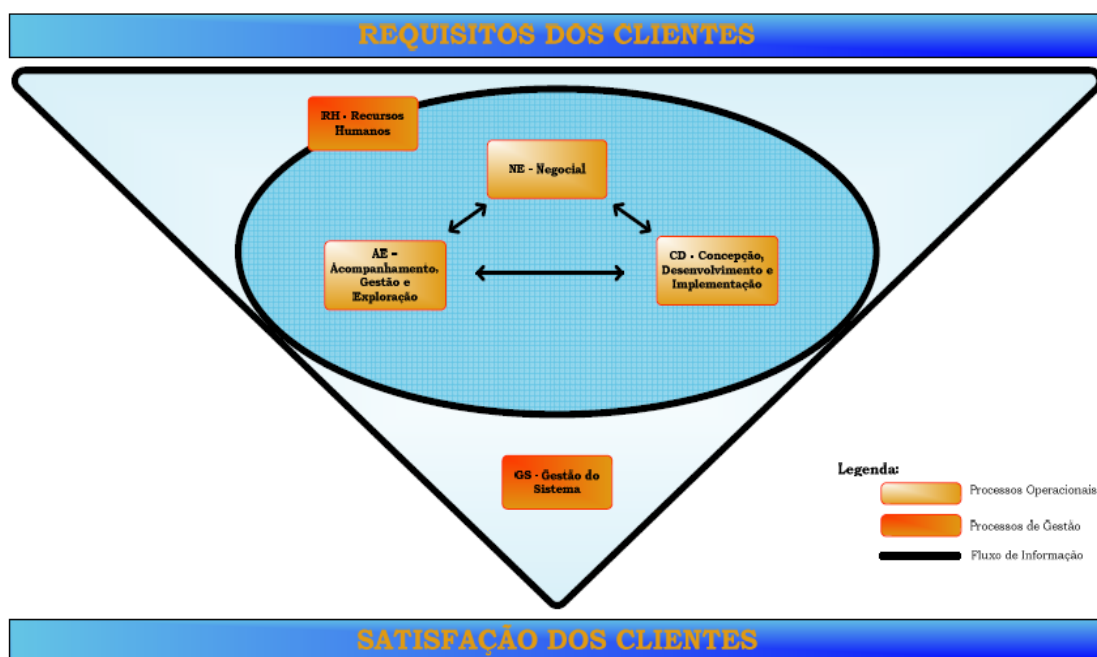 REQUISITOS DOS CLIENTES
RH - Recursos
Humanos
NE - Negocial
AE –
Acompanhamento,
Gestão e
Exploração
CD - Concepção,
Desenvolvimento e
Implementação
GS - Gestão do
Sistema
Legenda:
Processos Operacionais
Processos de Gestão
Fluxo de Informação
SATISFAÇÃO DOS CLIENTES